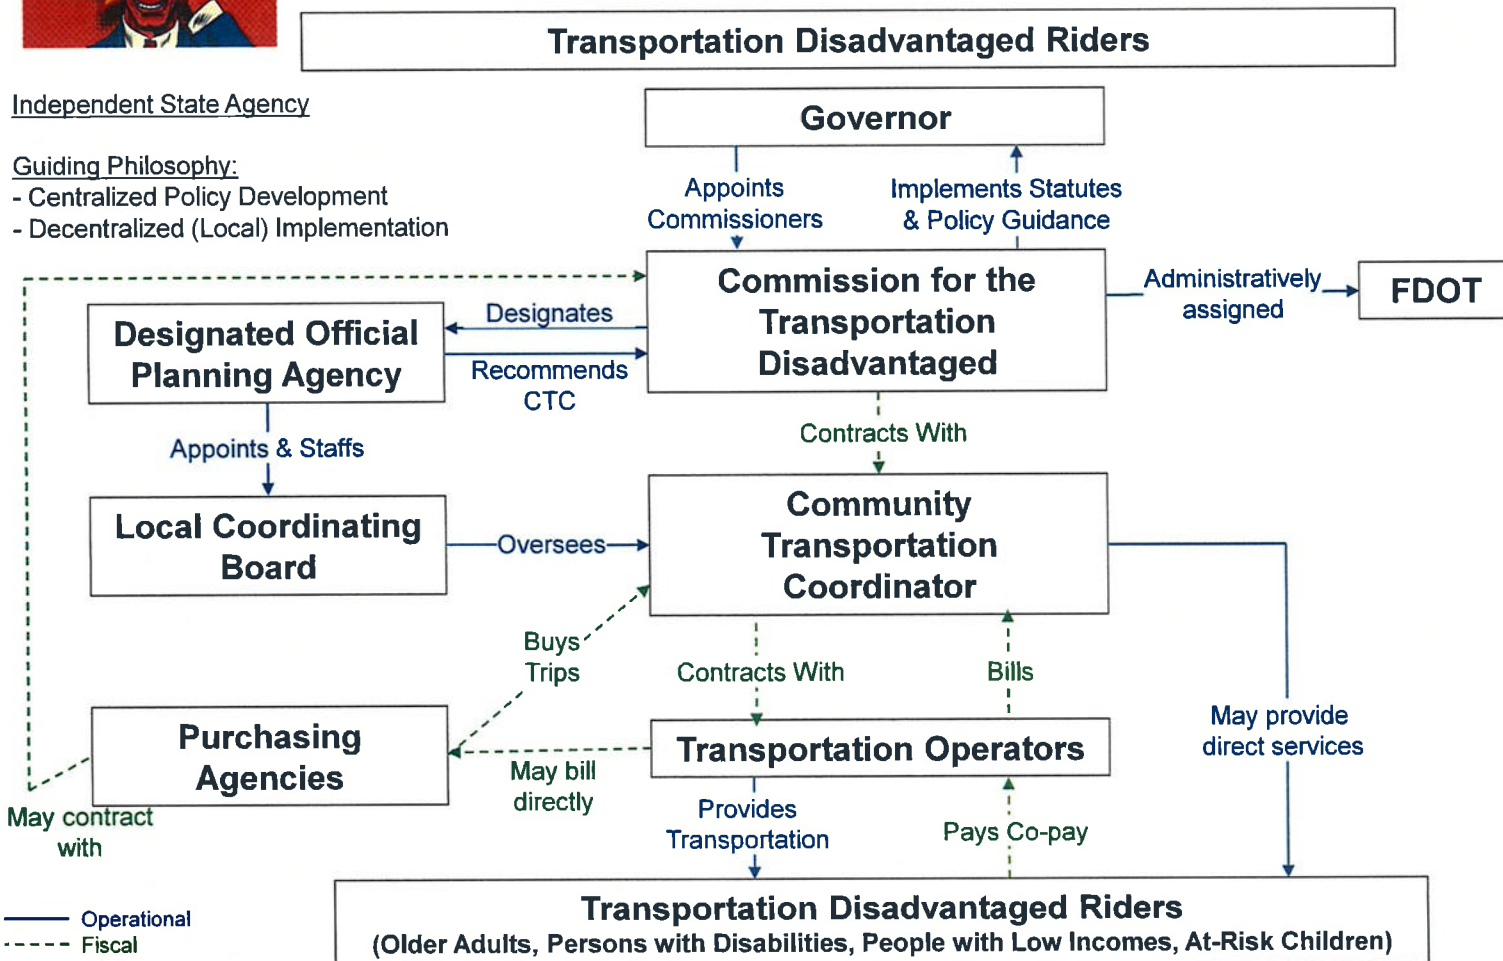 Transportation Disadvantaged Riders
Independent State Agency
Guiding Philosophy:
- Centralized Policy Development
- Decentralized (Local) Implementation
Governor
Appoints
Commissioners
Implements Statutes
& Policy Guidance
Commission for the
Transportation
Disadvantaged
Administratively
assigned
FDOT
Designated Official
Planning Agency
Designates
Recommends
CTC
Appoints & Staffs
Contracts With
Local Coordinating
Board
Oversees
Community
Transportation
Coordinator
Buys
Trips
Contracts With
Bills
May provide
direct services
Purchasing
Agencies
Transportation Operators
May bill
directly
May contract
with
Provides
Transportation
Pays Co-pay
Transportation Disadvantaged Riders
(Older Adults, Persons with Disabilities, People with Low Incomes, At-Risk Children)
Operational
Fiscal